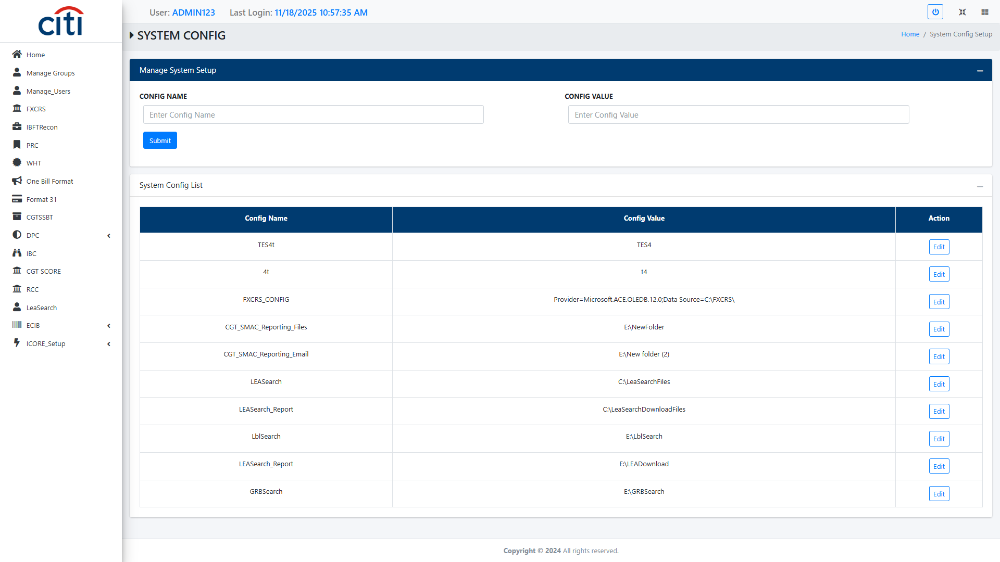 citi
User: ADMIN123 Last Login: 11/18/2025 10:57:35 AM
SYSTEM CONFIG
Home / System Config Setup
Home
Manage Groups
Manage_Users
FXCRS
IBFTRecon
PRC
WHT
One Bill Format
Format 31
CGTSSBT
DPC
IBC
CGT SCORE
RCC
LeaSearch
ECIB
ICORE_Setup
Manage System Setup
CONFIG NAME CONFIG VALUE
Enter Config Name Enter Config Value
Submit
System Config List
Config Name Config Value Action
TES4t TES4 Edit
4t t4 Edit
FXCRS_CONFIG Provider=Microsoft.ACE.OLEDB.12.0;Data Source=C:\FXCRS\ Edit
CGT_SMAC_Reporting_Files E:\NewFolder Edit
CGT_SMAC_Reporting_Email E:\New folder (2) Edit
LEASearch C:\LeaSearchFiles Edit
LEASearch_Report C:\LeaSearchDownloadFiles Edit
LblSearch E:\LblSearch Edit
LEASearch_Report E:\LEADownload Edit
GRBSearch E:\GRBSearch Edit
Copyright © 2024 All rights reserved.